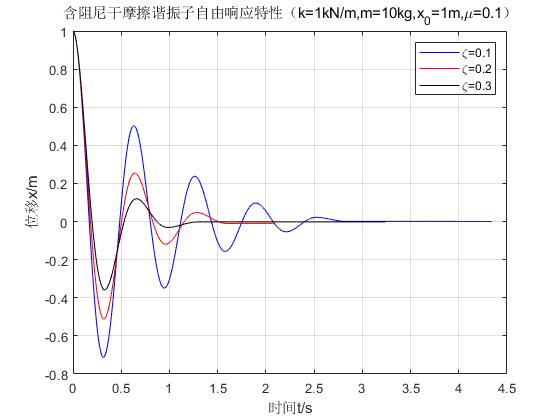 含阻尼干摩擦谐振子自由响应特性（k=1kN/m,m=10kg,x₀=1m,μ=0.1）
ζ=0.1
ζ=0.2
ζ=0.3
位移x/m
1
0.8
0.6
0.4
0.2
0
-0.2
-0.4
-0.6
-0.8
0 0.5 1 1.5 2 2.5 3 3.5 4 4.5
时间t/s